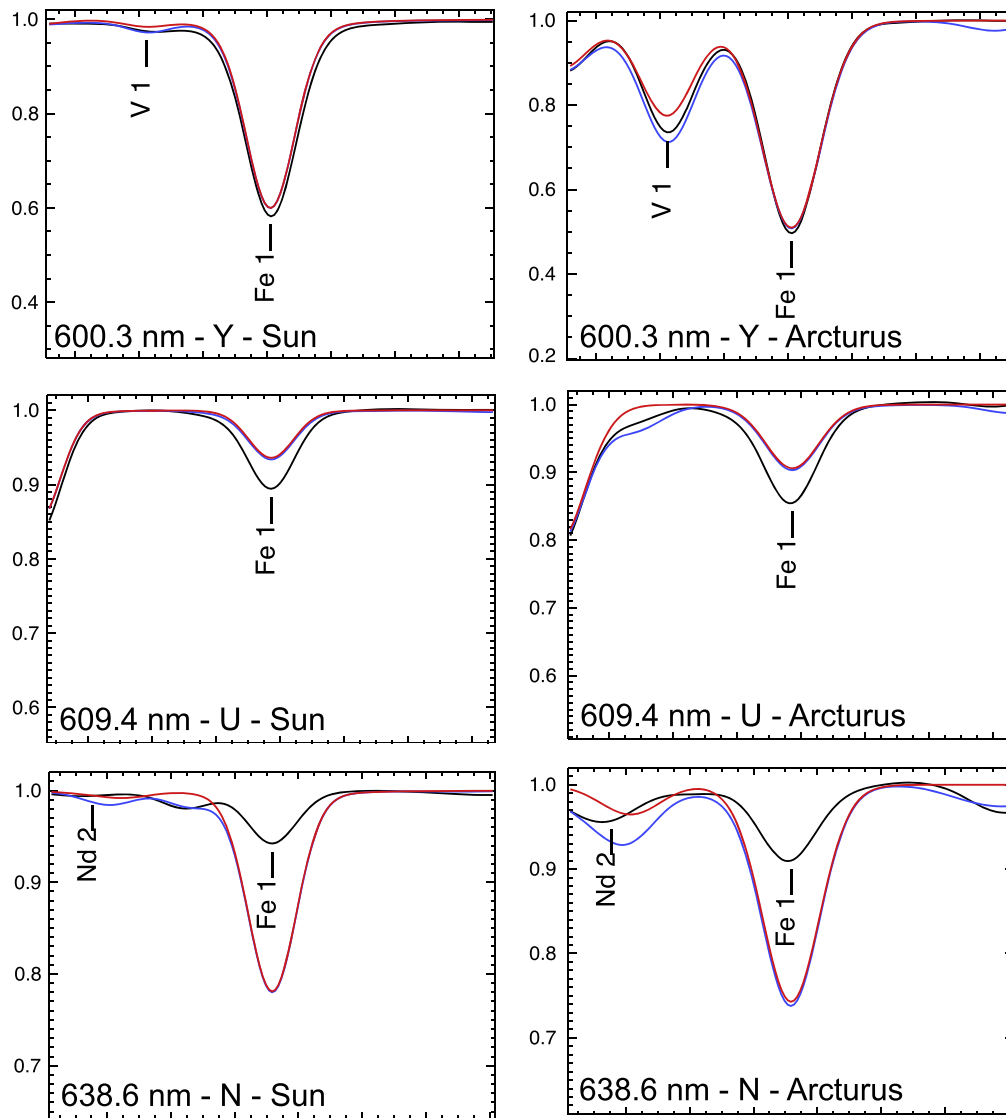 1.0
0.8
0.6
0.4
V 1
Fe 1
600.3 nm - Y - Sun
1.0
0.8
0.6
0.4
0.2
V 1
Fe 1
600.3 nm - Y - Arcturus
1.0
0.9
0.8
0.7
0.6
Fe 1
609.4 nm - U - Sun
1.0
0.9
0.8
0.7
0.6
Fe 1
609.4 nm - U - Arcturus
1.0
0.9
0.8
0.7
Nd 2
Fe 1
638.6 nm - N - Sun
1.0
0.9
0.8
0.7
Nd 2
Fe 1
638.6 nm - N - Arcturus